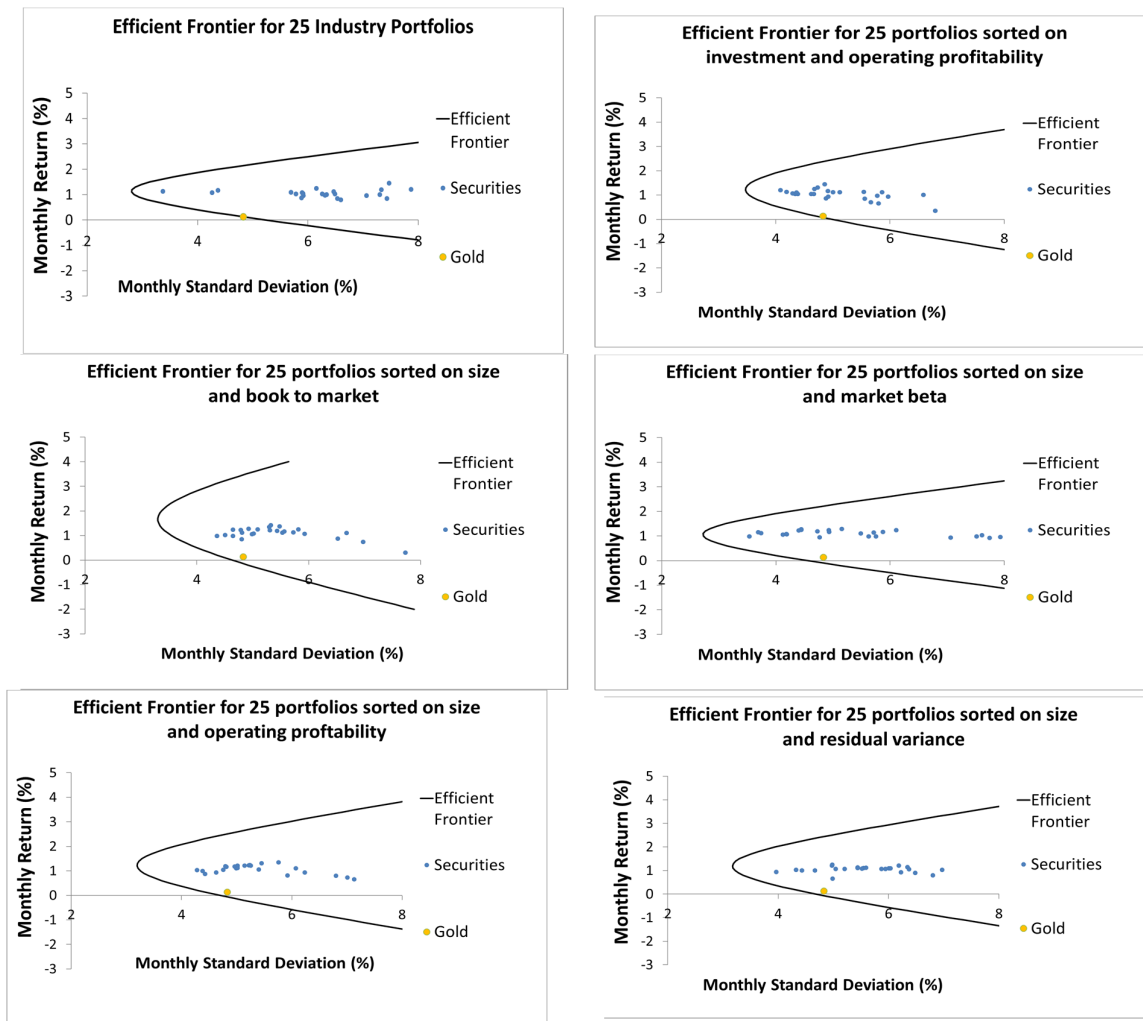 Efficient Frontier for 25 Industry Portfolios
5
4
3
2
1
0
-1
-2
-3
2
4
6
8
Monthly Return (%)
Monthly Standard Deviation (%)
Efficient
Frontier
Securities
Gold
Efficient Frontier for 25 portfolios sorted on
investment and operating profitability
5
4
3
2
1
0
-1
-2
-3
2
4
6
8
Monthly Return (%)
Monthly Standard Deviation (%)
Efficient
Frontier
Securities
Gold
Efficient Frontier for 25 portfolios sorted on size
and book to market
5
4
3
2
1
0
-1
-2
-3
2
4
6
8
Monthly Return (%)
Monthly Standard Deviation (%)
Efficient
Frontier
Securities
Gold
Efficient Frontier for 25 portfolios sorted on size
and market beta
5
4
3
2
1
0
-1
-2
-3
2
4
6
8
Monthly Return (%)
Monthly Standard Deviation (%)
Efficient
Frontier
Securities
Gold
Efficient Frontier for 25 portfolios sorted on size
and operating proftability
5
4
3
2
1
0
-1
-2
-3
2
4
6
8
Monthly Return (%)
Monthly Standard Deviation (%)
Efficient
Frontier
Securities
Gold
Efficient Frontier for 25 portfolios sorted on size
and residual variance
5
4
3
2
1
0
-1
-2
-3
2
4
6
8
Monthly Return (%)
Monthly Standard Deviation (%)
Efficient
Frontier
Securities
Gold